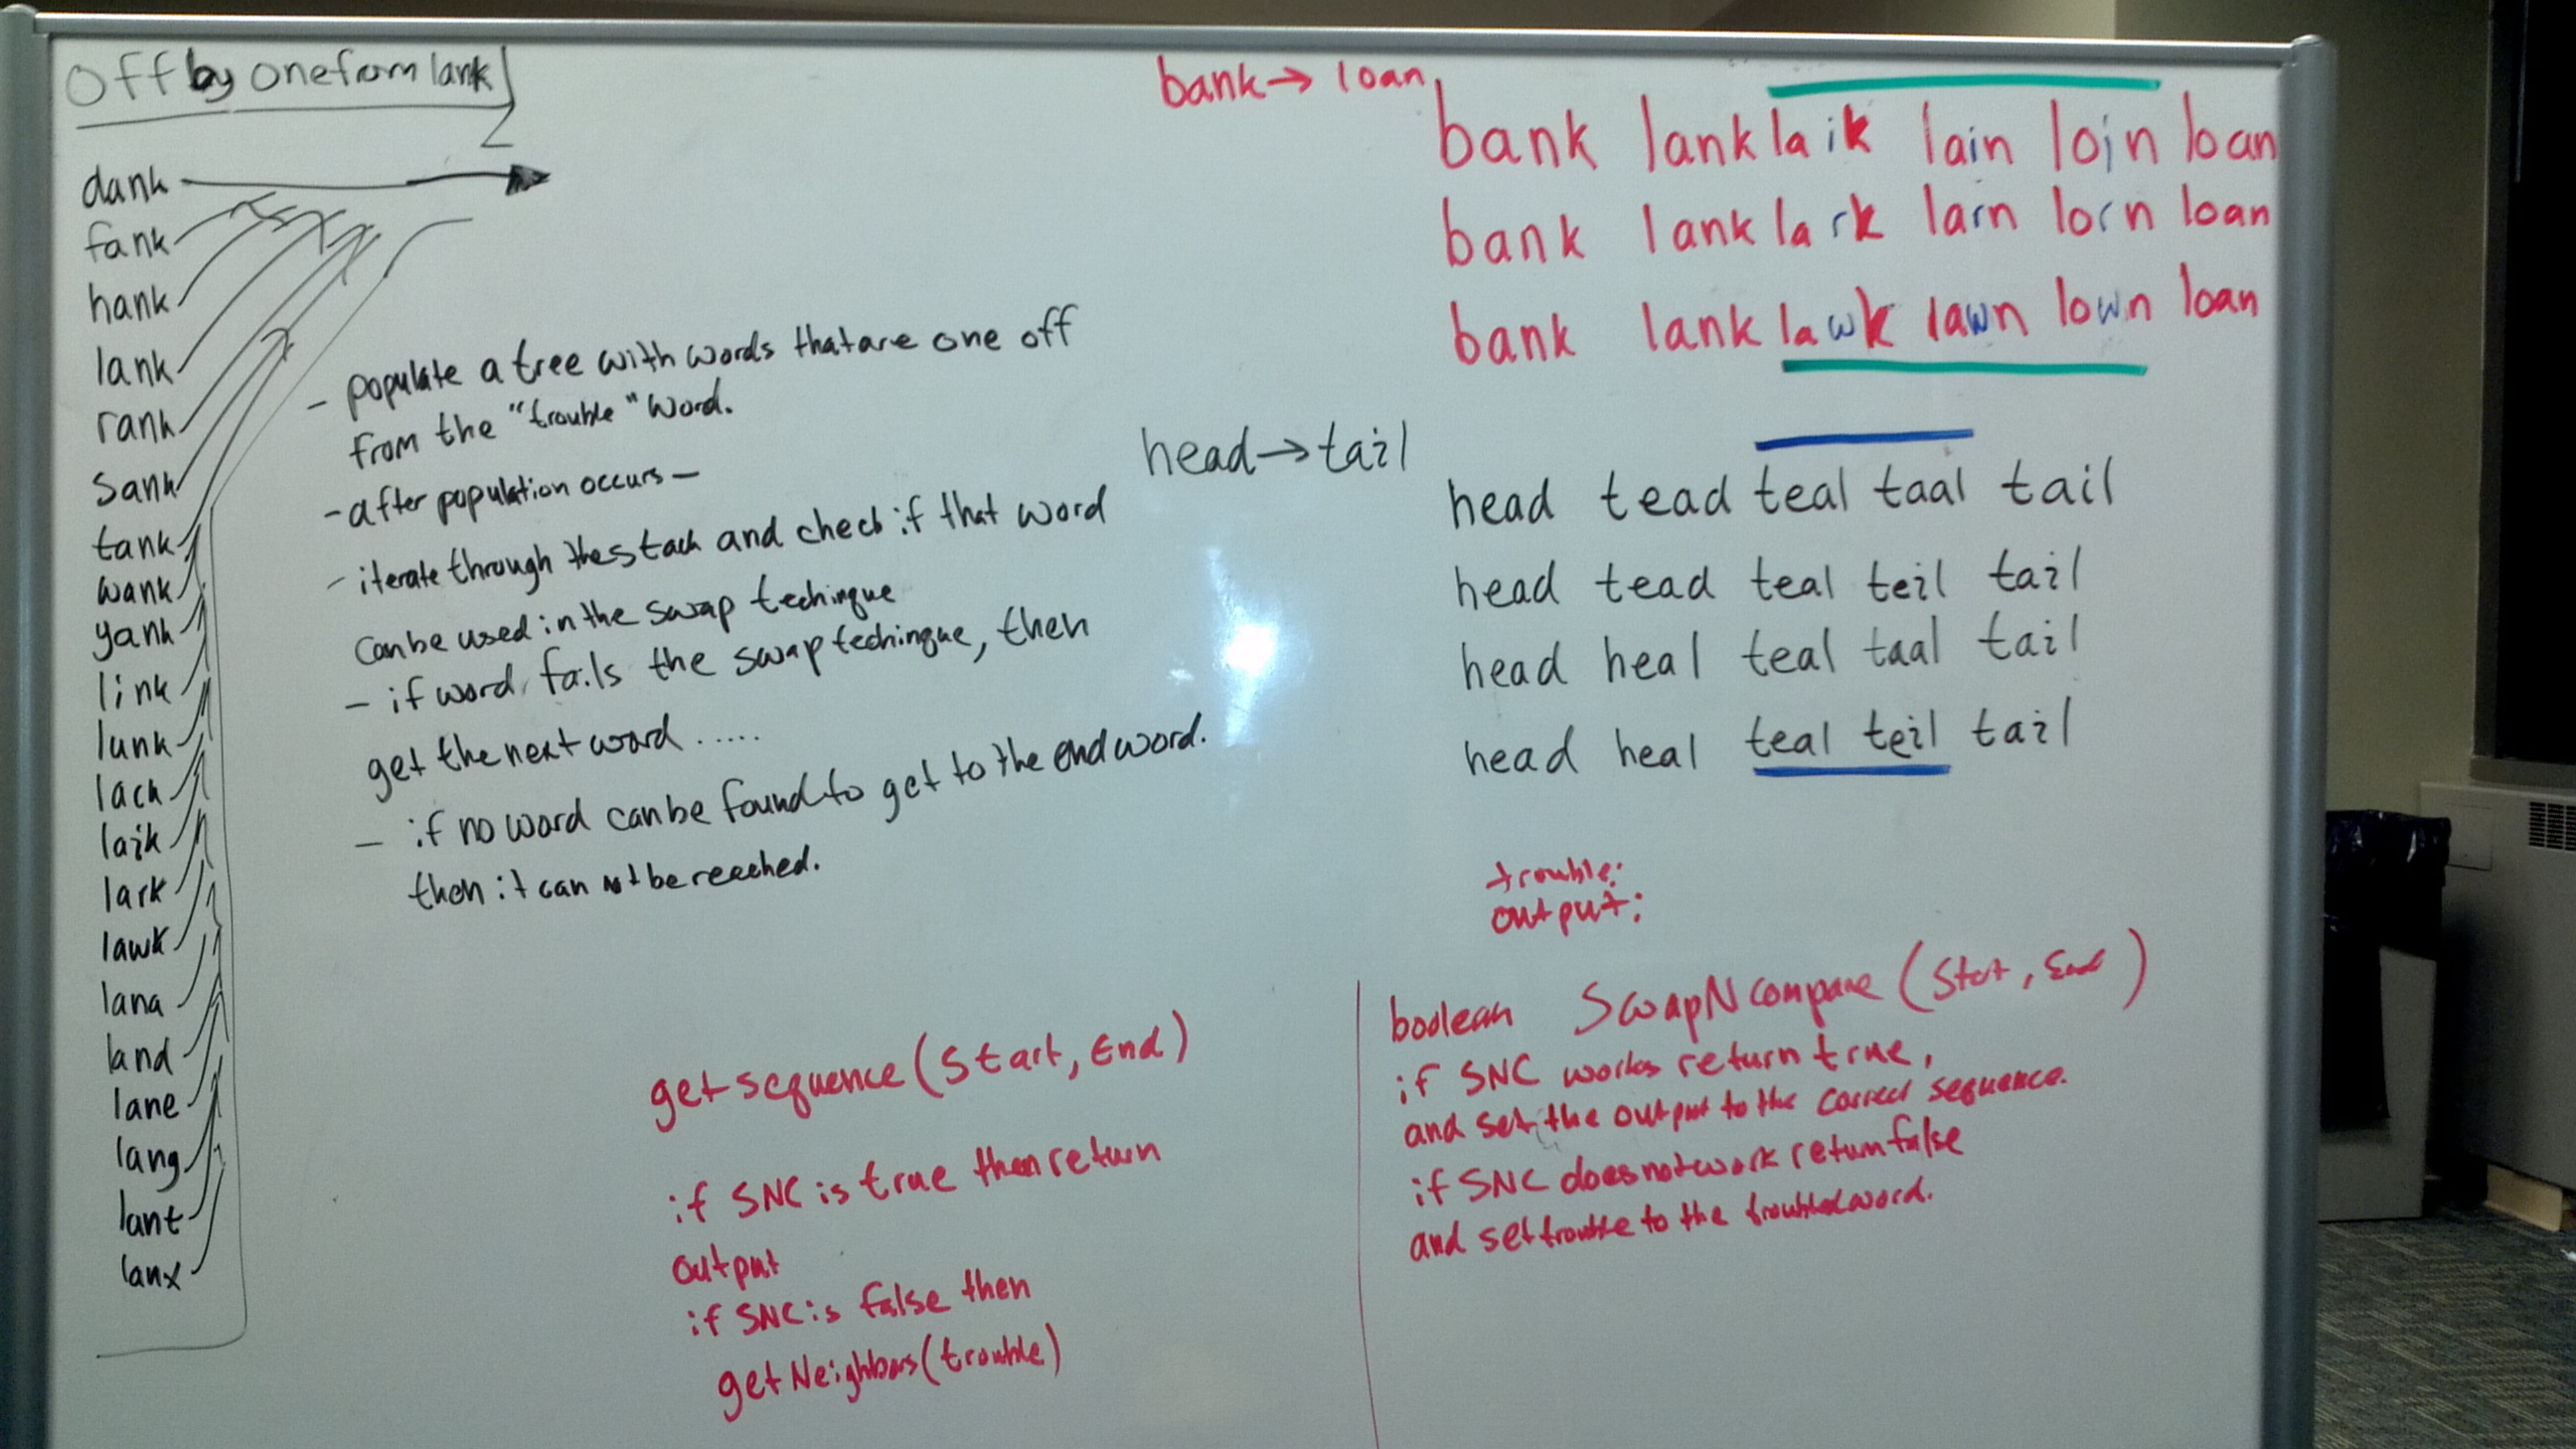 Off by one from lank
dank
fank
hank
lank
rank
sank
tank
wank
yank
link
lunk
lack
laik
lark
lawk
lana
land
lane
lang
lant
lanx
- populate a tree with words that are one off
from the "trouble" word.
- after population occurs -
- iterate through the stack and check if that word
can be used in the swap techinque
- if word fails the swap techinque, then
get the next word .....
- if no word can be found to get to the end word.
then it can not be reached.
bank → loan
bank lank laik lain loin loan
bank lank lark larn lorn loan
bank lank lawk lawn lown loan
head → tail
head tead teal taal tail
head tead teal teil tail
head heal teal taal tail
head heal teal teil tail
trouble:
output:
get sequence (Start, End)
if SNC is true then return
output
if SNC is false then
get Neighbors (trouble)
boolean SwapNcompare (Start, End)
if SNC works return true,
and set the output to the correct sequence.
if SNC does not work return false
and set trouble to the troubled word.